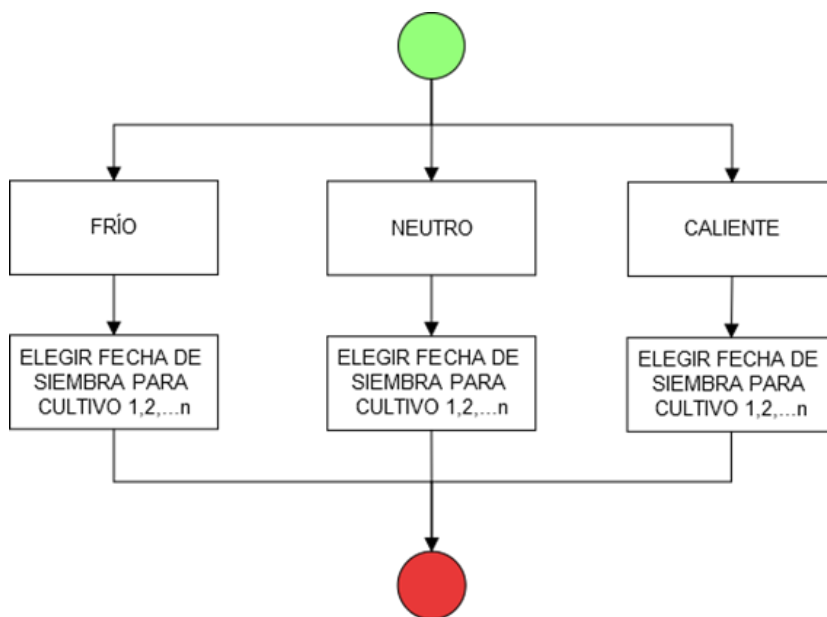 FRÍO
NEUTRO
CALIENTE
ELEGIR FECHA DE
SIEMBRA PARA
CULTIVO 1,2,...n
ELEGIR FECHA DE
SIEMBRA PARA
CULTIVO 1,2,...n
ELEGIR FECHA DE
SIEMBRA PARA
CULTIVO 1,2,...n